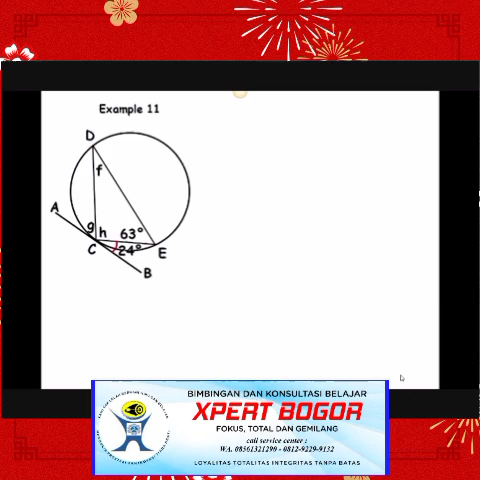 Example 11
D
f
A
g h 63°
C 24° E
B
BIMBINGAN DAN KONSULTASI BELAJAR
XPERT BOGOR
FOKUS, TOTAL DAN GEMILANG
call service center :
WA. 08561321290 - 0812-9229-9132
LOYALITAS TOTALITAS INTEGRITAS TANPA BATAS